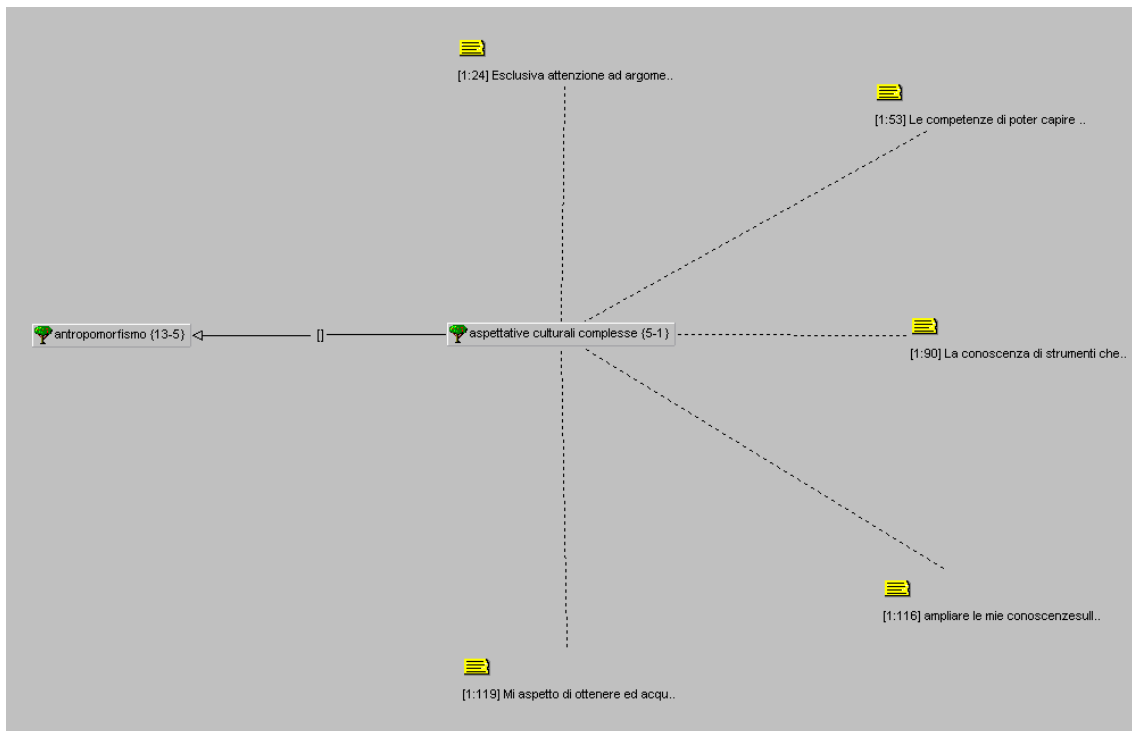 [1:24] Esclusiva attenzione ad argome..
[1:53] Le competenze di poter capire ..
antropomorfismo {13-5}
[]
aspettative culturali complesse {5-1}
[1:90] La conoscenza di strumenti che..
[1:116] ampliare le mie conoscenzesull..
[1:119] Mi aspetto di ottenere ed acqu..